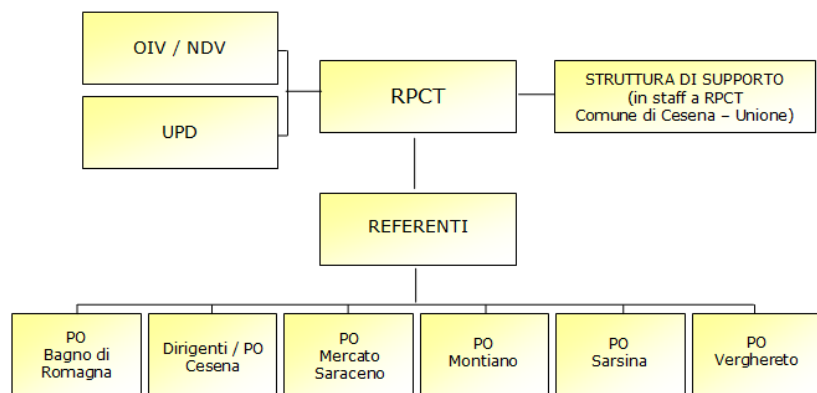 OIV / NDV
UPD
RPCT
STRUTTURA DI SUPPORTO
(in staff a RPCT
Comune di Cesena – Unione)
REFERENTI
PO
Bagno di
Romagna
Dirigenti / PO
Cesena
PO
Mercato
Saraceno
PO
Montiano
PO
Sarsina
PO
Verghereto